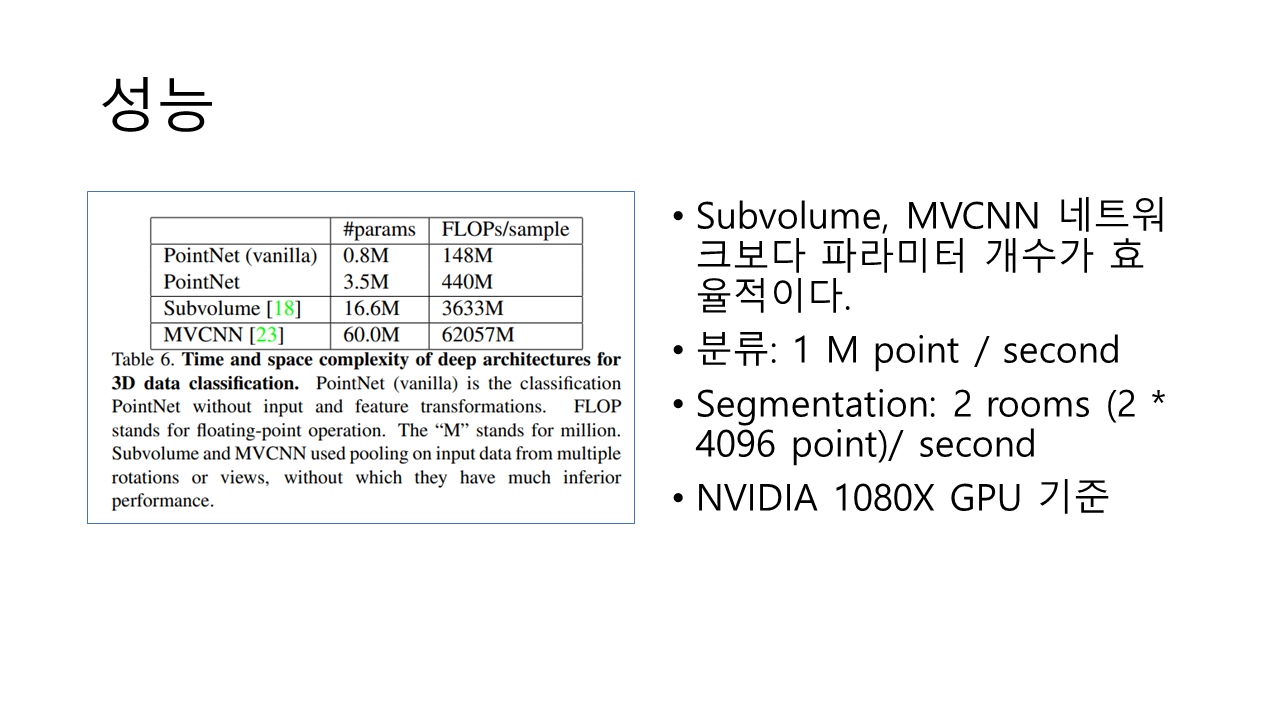 성능
#params FLOPs/sample
PointNet (vanilla) 0.8M 148M
PointNet 3.5M 440M
Subvolume [18] 16.6M 3633M
MVCNN [23] 60.0M 62057M
Table 6. Time and space complexity of deep architectures for
3D data classification. PointNet (vanilla) is the classification
PointNet without input and feature transformations. FLOP
stands for floating-point operation. The “M” stands for million.
Subvolume and MVCNN used pooling on input data from multiple
rotations or views, without which they have much inferior
performance.
• Subvolume, MVCNN 네트워
크보다 파라미터 개수가 효
율적이다.
• 분류: 1 M point / second
• Segmentation: 2 rooms (2 *
4096 point)/ second
• NVIDIA 1080X GPU 기준